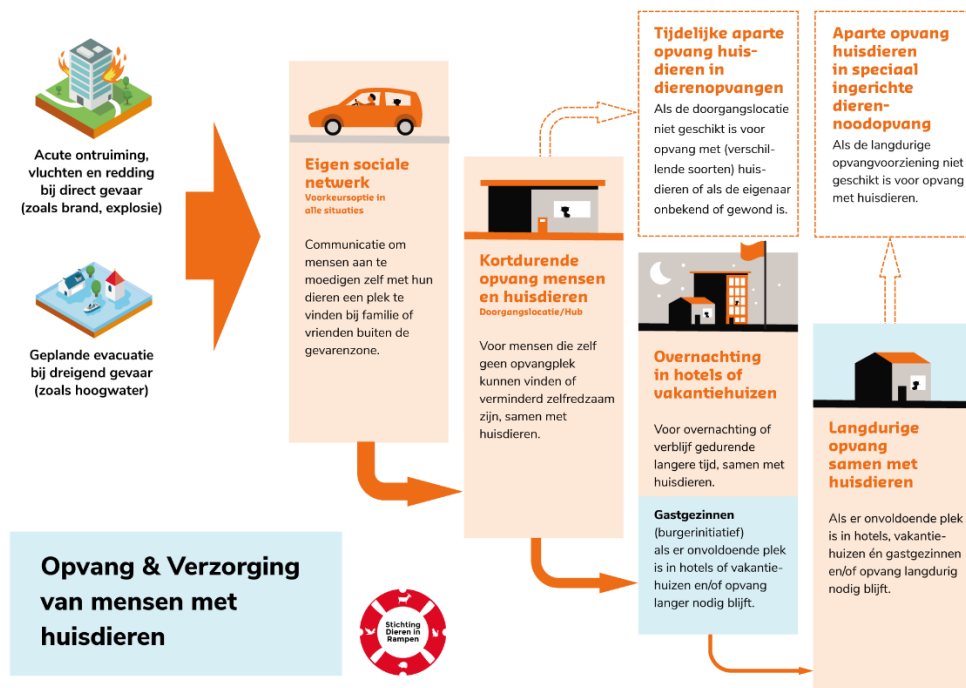 Acute ontruiming,
vluchten en redding
bij direct gevaar
(zoals brand, explosie)
Geplande evacuatie
bij dreigend gevaar
(zoals hoogwater)
Eigen sociale
netwerk
Voorkeursoptie in
alle situaties
Communicatie om
mensen aan te
moedigen zelf met hun
dieren een plek te
vinden bij familie of
vrienden buiten de
gevarenzone.
Kortdurende
opvang mensen
en huisdieren
Doorgangslocatie/Hub
Voor mensen die zelf
geen opvangplek
kunnen vinden of
verminderd zelfredzaam
zijn, samen met
huisdieren.
Tijdelijke aparte
opvang huis-
dieren in
dierenopvangen
Als de doorgangslocatie
niet geschikt is voor
opvang met (verschil-
lende soorten) huis-
dieren of als de eigenaar
onbekend of gewond is.
Overnachting
in hotels of
vakantiehuizen
Voor overnachting of
verblijf gedurende
langere tijd, samen met
huisdieren.
Gastgezinnen
(burgerinitiatief)
als er onvoldoende plek
is in hotels of vakantie-
huizen en/of opvang
langer nodig blijft.
Aparte opvang
huisdieren
in speciaal
ingerichte
dieren-
noodopvang
Als de langdurige
opvangvoorziening niet
geschikt is voor opvang
met huisdieren.
Langdurige
opvang
samen met
huisdieren
Als er onvoldoende plek
is in hotels, vakantie-
huizen én gastgezinnen
en/of opvang langdurig
nodig blijft.
Opvang & Verzorging
van mensen met
huisdieren
Stichting
Dieren in
Rampen